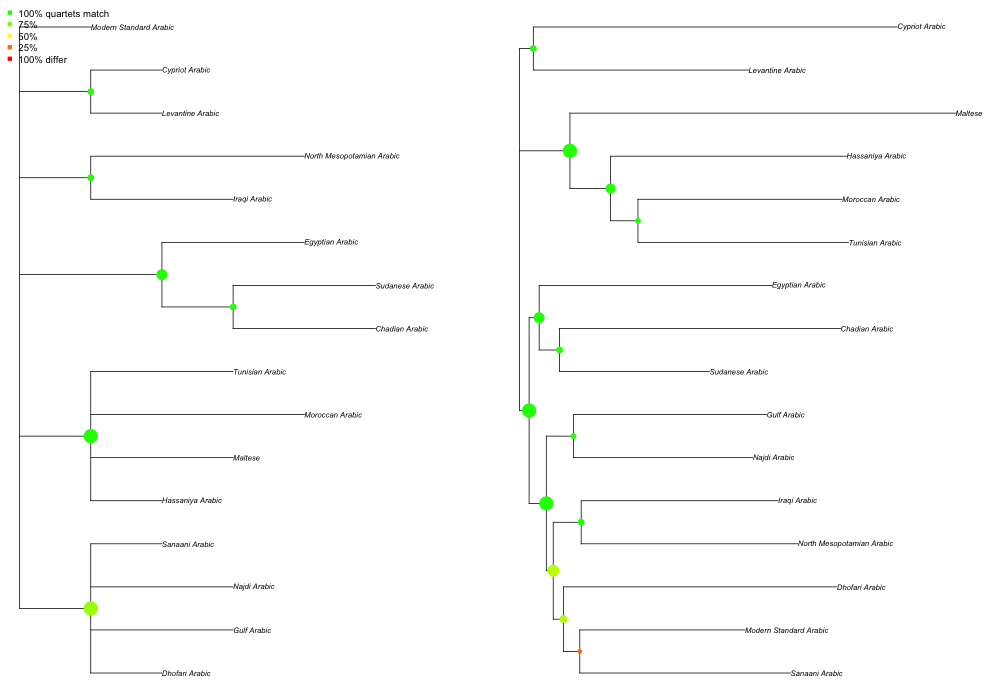 100% quartets match
75%
50%
25%
100% differ
Modern Standard Arabic
Cypriot Arabic
Levantine Arabic
North Mesopotamian Arabic
Iraqi Arabic
Egyptian Arabic
Sudanese Arabic
Chadian Arabic
Tunisian Arabic
Moroccan Arabic
Maltese
Hassaniya Arabic
Sanaani Arabic
Najdi Arabic
Gulf Arabic
Dhofari Arabic
Cypriot Arabic
Levantine Arabic
Maltese
Hassaniya Arabic
Moroccan Arabic
Tunisian Arabic
Egyptian Arabic
Chadian Arabic
Sudanese Arabic
Gulf Arabic
Najdi Arabic
Iraqi Arabic
North Mesopotamian Arabic
Dhofari Arabic
Modern Standard Arabic
Sanaani Arabic